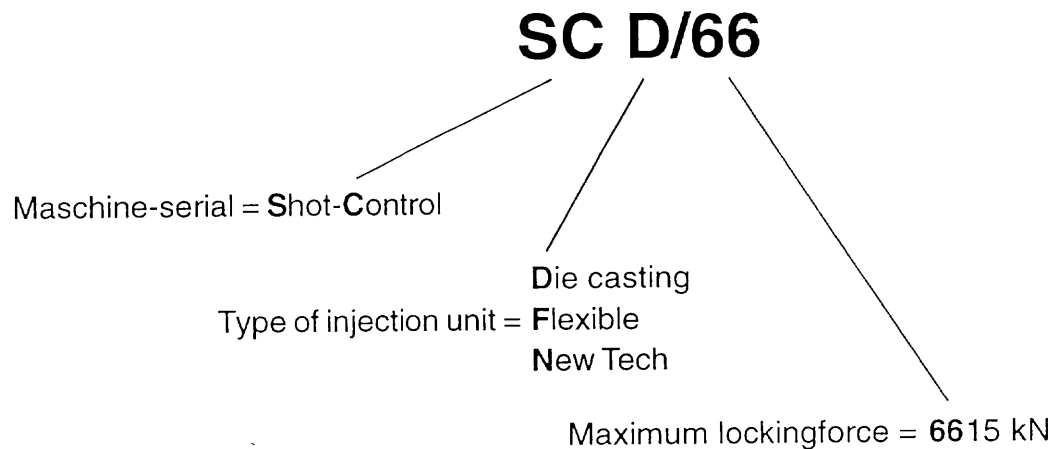 SC D/66
Maschine-serial = Shot-Control
Die casting
Type of injection unit = Flexible
New Tech
Maximum lockingforce = 6615 kN